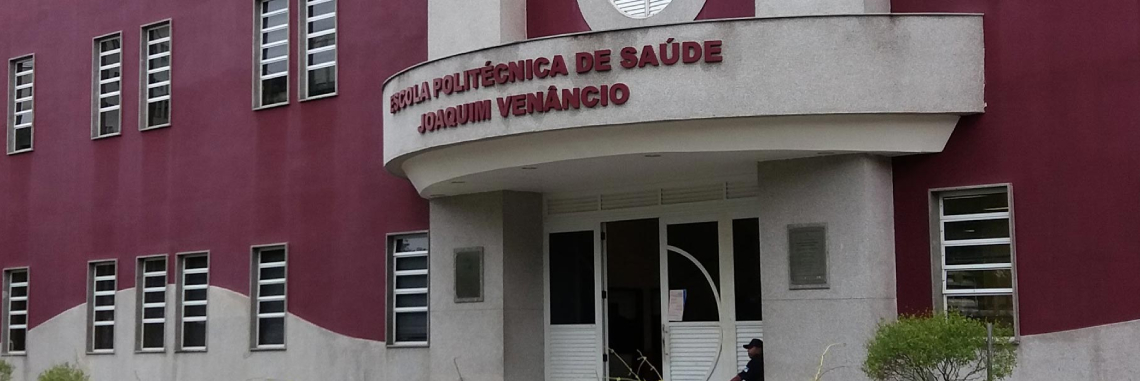 ESCOLA POLITÉCNICA DE SAÚDE
JOAQUIM VENÂNCIO